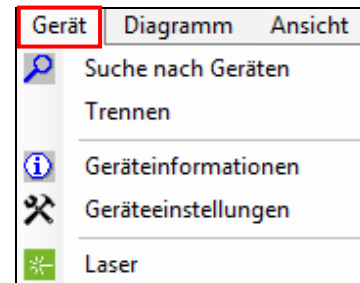 Gerät Diagramm Ansicht
Suche nach Geräten
Trennen
Geräteinformationen
Geräteeinstellungen
Laser